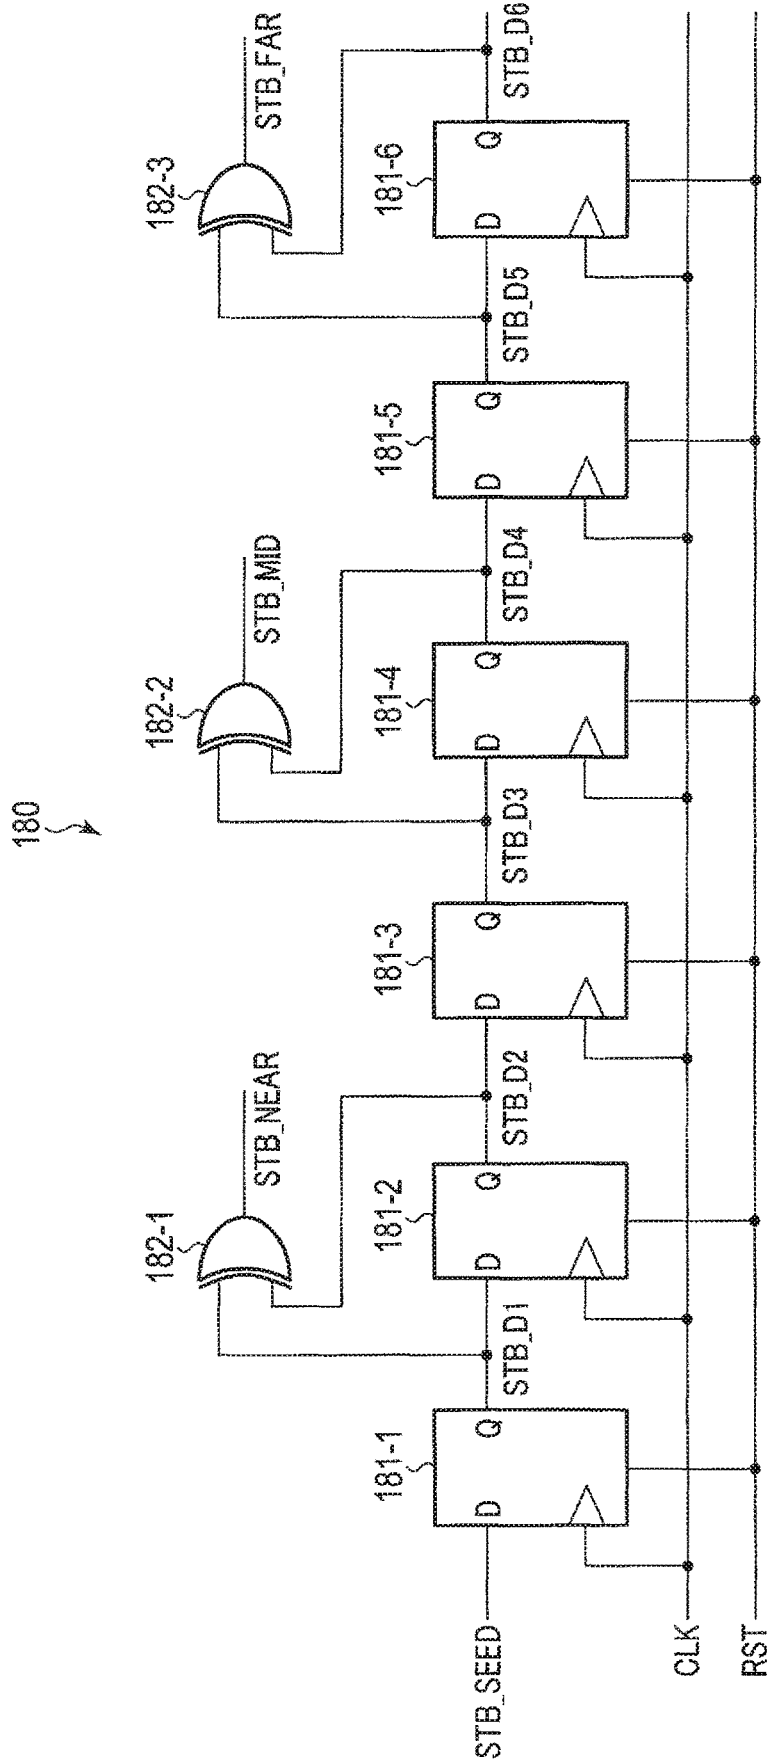 180
182-1
STB_NEAR
182-2
STB_MID
182-3
STB_FAR
181-1
D
Q
181-2
D
Q
181-3
D
Q
181-4
D
Q
181-5
D
Q
181-6
D
Q
STB_SEED
STB_D1
STB_D2
STB_D3
STB_D4
STB_D5
STB_D6
CLK
RST